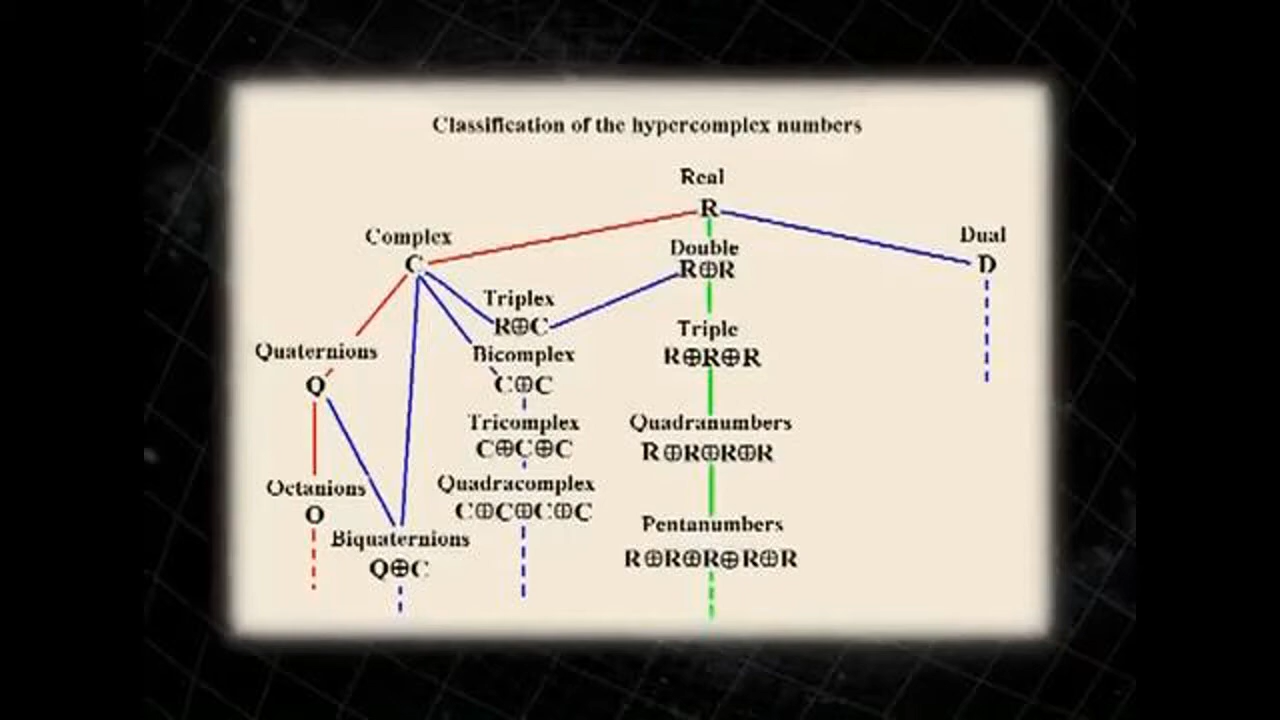 Classification of the hypercomplex numbers
Real
R
Complex
C
Double
R⊕R
Dual
D
Triplex
R⊕C
Triple
R⊕R⊕R
Quaternions
Q
Bicomplex
C⊕C
Tricomplex
C⊕C⊕C
Quadranumbers
R⊕R⊕R⊕R
Octanions
O
Quadracomplex
C⊕C⊕C⊕C
Biquaternions
Q⊕C
Pentanumbers
R⊕R⊕R⊕R⊕R